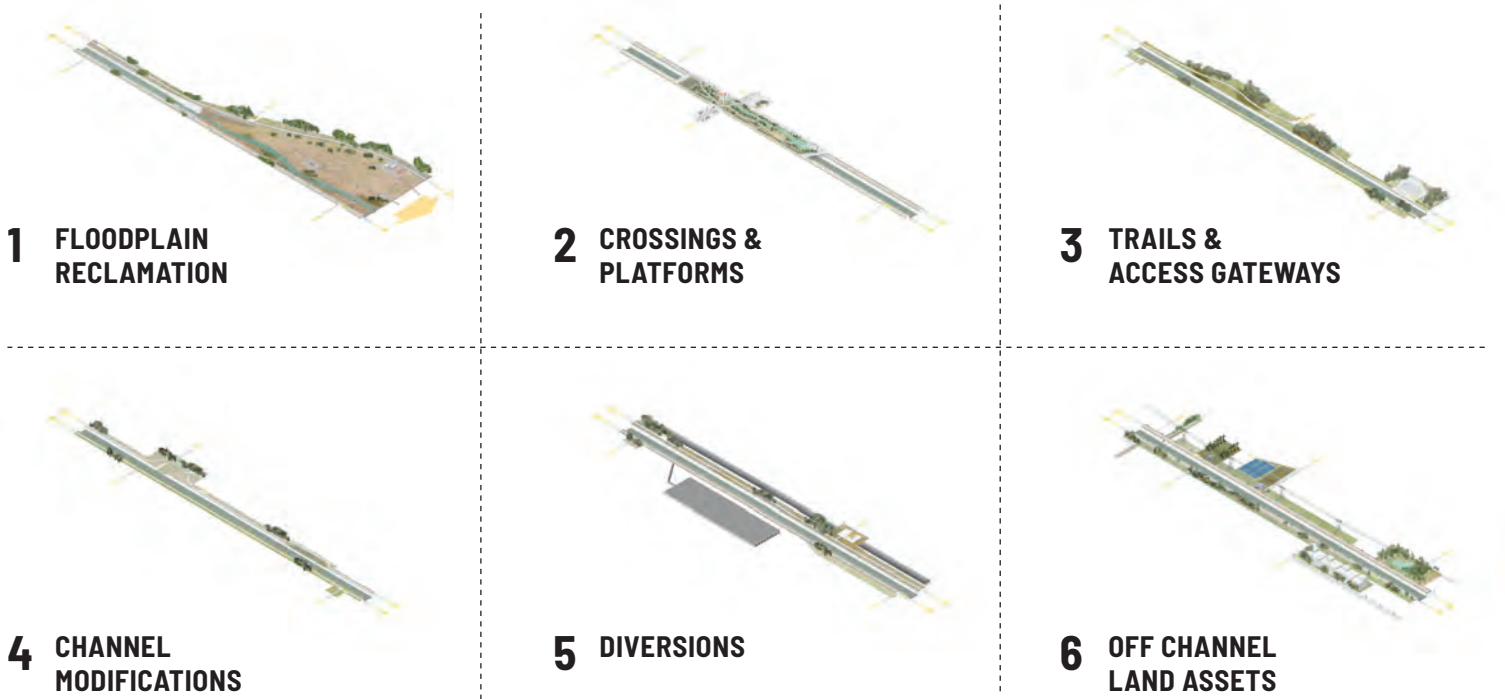 1 FLOODPLAIN
RECLAMATION
2 CROSSINGS &
PLATFORMS
3 TRAILS &
ACCESS GATEWAYS
4 CHANNEL
MODIFICATIONS
5 DIVERSIONS
6 OFF CHANNEL
LAND ASSETS